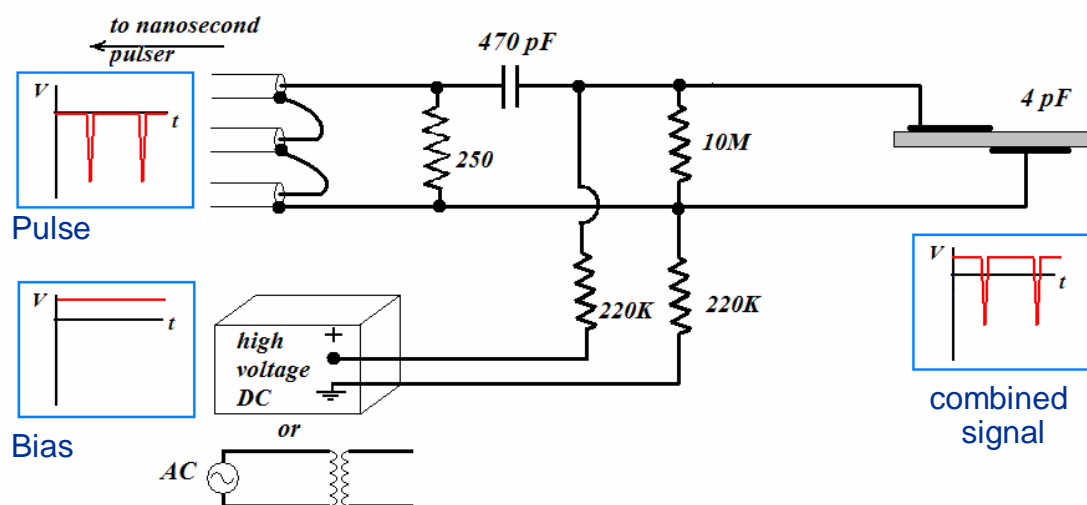 to nanosecond
pulser
470 pF
V
t
Pulse
250
10M
4 pF
V
t
Bias
+
high
voltage
DC
220K
220K
V
t
combined
signal
or
AC